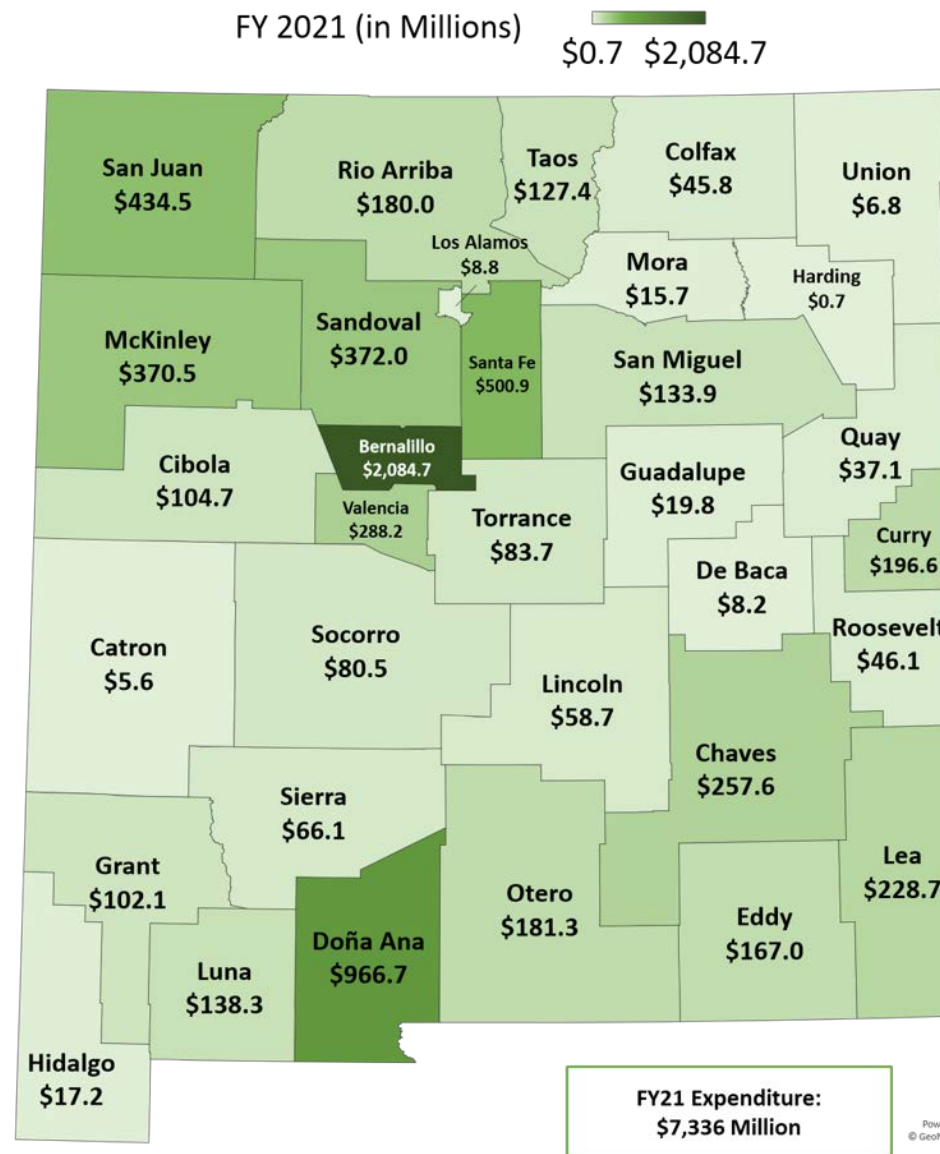 FY 2021 (in Millions)
$0.7 $2,084.7
San Juan
$434.5
Rio Arriba
$180.0
Taos
$127.4
Colfax
$45.8
Union
$6.8
Los Alamos
$8.8
Mora
$15.7
Harding
$0.7
McKinley
$370.5
Sandoval
$372.0
Santa Fe
$500.9
San Miguel
$133.9
Quay
$37.1
Bernalillo
$2,084.7
Cibola
$104.7
Guadalupe
$19.8
Valencia
$288.2
Torrance
$83.7
Curry
$196.6
De Baca
$8.2
Catron
$5.6
Socorro
$80.5
Roosevelt
$46.1
Lincoln
$58.7
Chaves
$257.6
Sierra
$66.1
Grant
$102.1
Otero
$181.3
Lea
$228.7
Eddy
$167.0
Doña Ana
$966.7
Luna
$138.3
Hidalgo
$17.2
FY21 Expenditure:
$7,336 Million
Pow
© GeoN